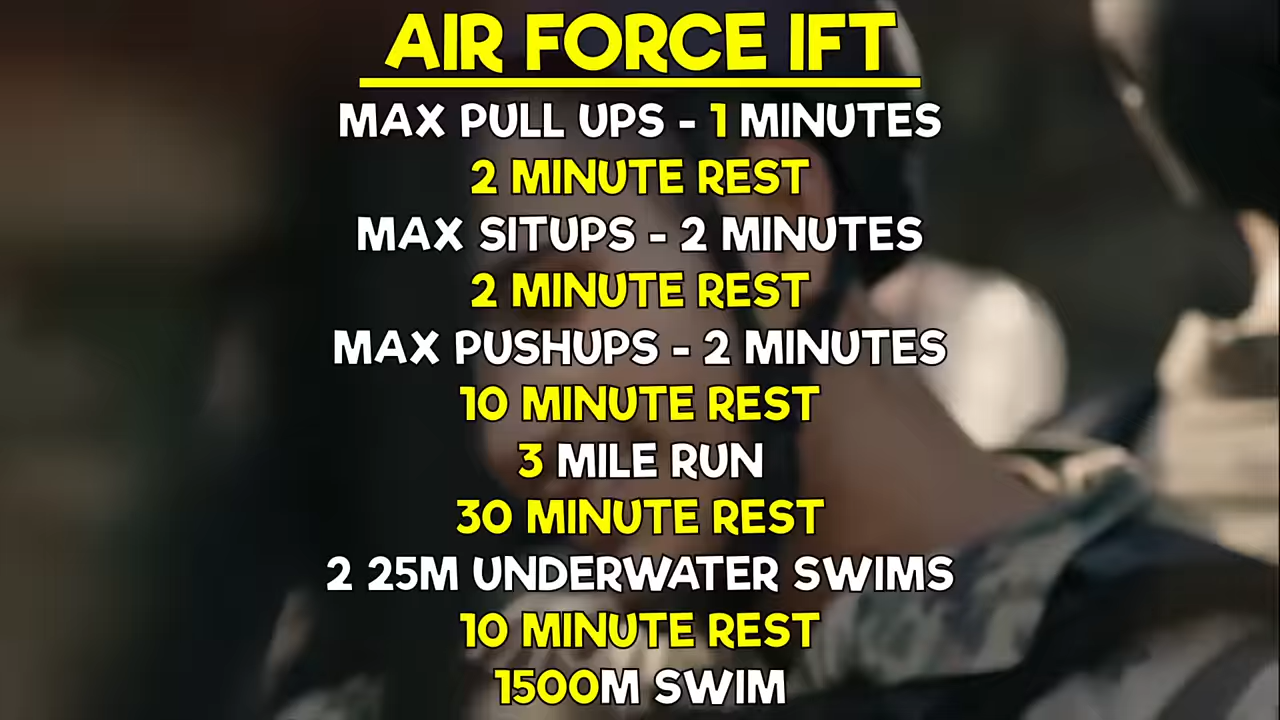 AIR FORCE IFT
MAX PULL UPS - 1 MINUTES
2 MINUTE REST
MAX SITUPS - 2 MINUTES
2 MINUTE REST
MAX PUSHUPS - 2 MINUTES
10 MINUTE REST
3 MILE RUN
30 MINUTE REST
2 25M UNDERWATER SWIMS
10 MINUTE REST
1500M SWIM